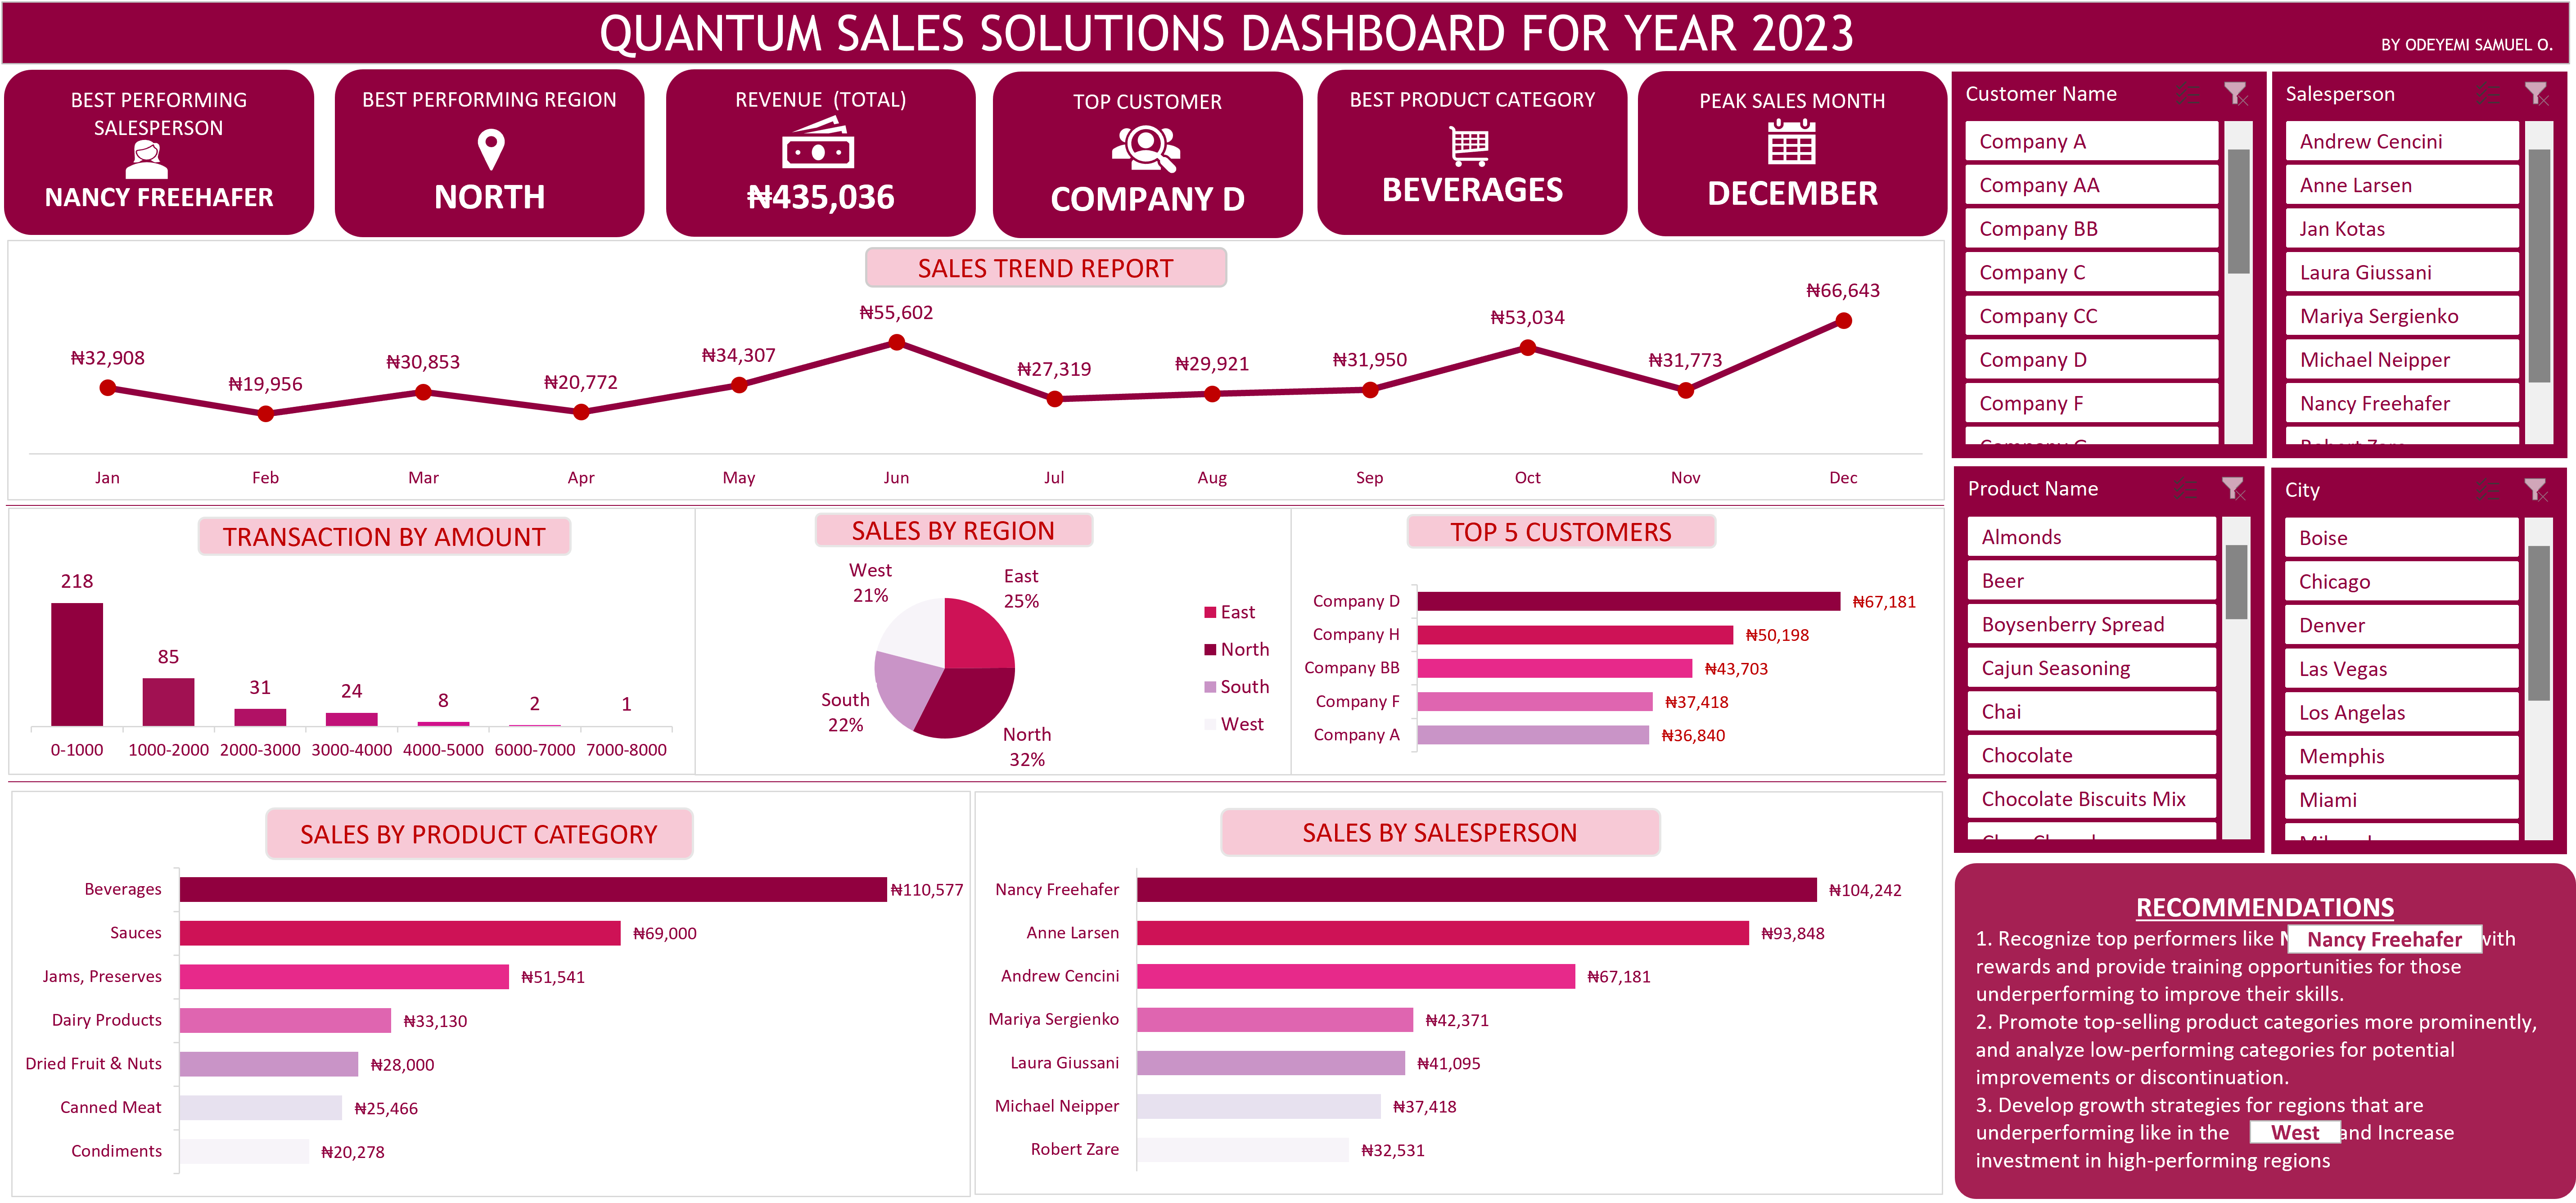 QUANTUM SALES SOLUTIONS DASHBOARD FOR YEAR 2023
BY ODEYEMI SAMUEL O.
BEST PERFORMING
SALESPERSON
NANCY FREEHAFER
BEST PERFORMING REGION
NORTH
REVENUE (TOTAL)
₦435,036
TOP CUSTOMER
COMPANY D
BEST PRODUCT CATEGORY
BEVERAGES
PEAK SALES MONTH
DECEMBER
SALES TREND REPORT
₦32,908
₦19,956
₦30,853
₦20,772
₦34,307
₦55,602
₦27,319
₦29,921
₦31,950
₦53,034
₦31,773
₦66,643
Jan
Feb
Mar
Apr
May
Jun
Jul
Aug
Sep
Oct
Nov
Dec
TRANSACTION BY AMOUNT
218
85
31
24
8
2
1
0-1000
1000-2000
2000-3000
3000-4000
4000-5000
6000-7000
7000-8000
SALES BY REGION
West
21%
East
25%
South
22%
North
32%
East
North
South
West
TOP 5 CUSTOMERS
Company D ₦67,181
Company H ₦50,198
Company BB ₦43,703
Company F ₦37,418
Company A ₦36,840
SALES BY PRODUCT CATEGORY
Beverages ₦110,577
Sauces ₦69,000
Jams, Preserves ₦51,541
Dairy Products ₦33,130
Dried Fruit & Nuts ₦28,000
Canned Meat ₦25,466
Condiments ₦20,278
SALES BY SALESPERSON
Nancy Freehafer ₦104,242
Anne Larsen ₦93,848
Andrew Cencini ₦67,181
Mariya Sergienko ₦42,371
Laura Giussani ₦41,095
Michael Neipper ₦37,418
Robert Zare ₦32,531
Customer Name
Company A
Company AA
Company BB
Company C
Company CC
Company D
Company F
Salesperson
Andrew Cencini
Anne Larsen
Jan Kotas
Laura Giussani
Mariya Sergienko
Michael Neipper
Nancy Freehafer
Product Name
Almonds
Beer
Boysenberry Spread
Cajun Seasoning
Chai
Chocolate
Chocolate Biscuits Mix
City
Boise
Chicago
Denver
Las Vegas
Los Angelas
Memphis
Miami
RECOMMENDATIONS
1. Recognize top performers like Nancy Freehafer with
rewards and provide training opportunities for those
underperforming to improve their skills.
2. Promote top-selling product categories more prominently,
and analyze low-performing categories for potential
improvements or discontinuation.
3. Develop growth strategies for regions that are
underperforming like in the West and Increase
investment in high-performing regions